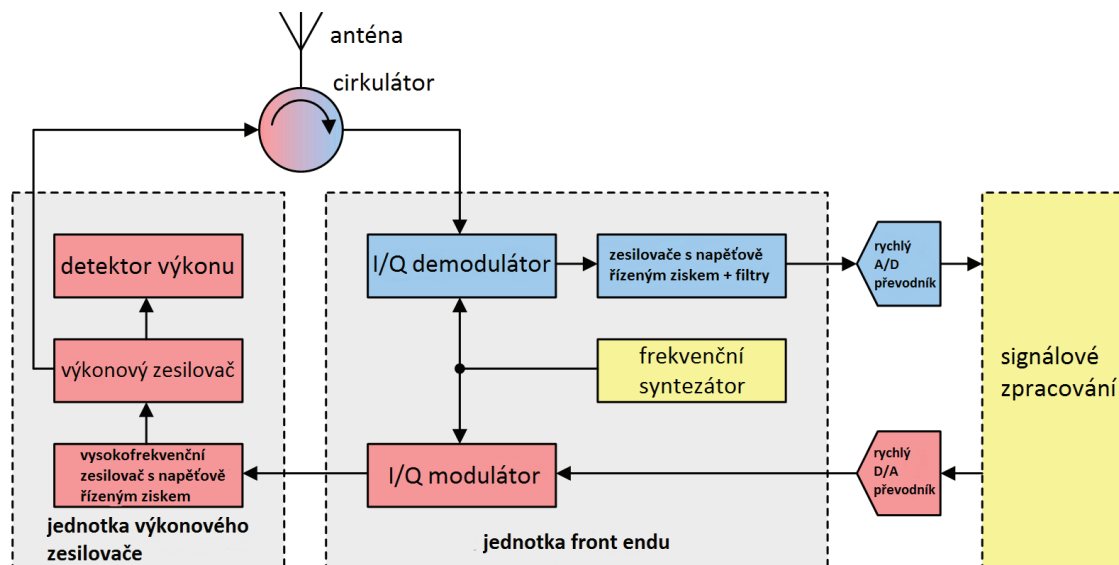 anténa
cirkulátor
detektor výkonu
výkonový zesilovač
vysokofrekvenční
zesilovač s napěťově
řízeným ziskem
jednotka výkonového
zesilovače
I/Q demodulátor
zesilovače s napěťově
řízeným ziskem + filtry
frekvenční
syntezátor
I/Q modulátor
jednotka front endu
rychlý
A/D
převodník
rychlý
D/A
převodník
signálové
zpracování